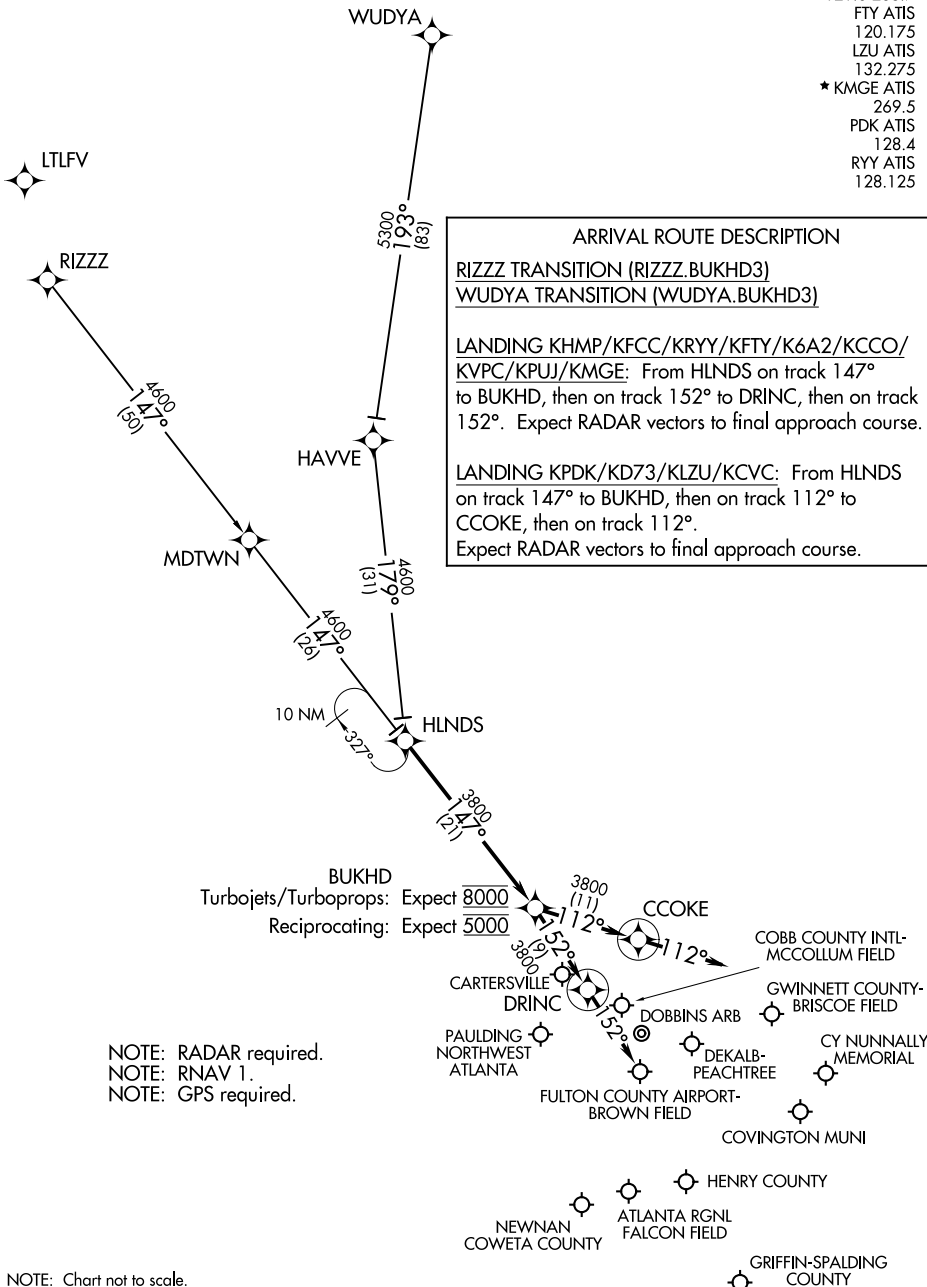 FTY ATIS
120.175
LZU ATIS
132.275
★ KMGE ATIS
269.5
PDK ATIS
128.4
RYY ATIS
128.125
WUDYA
LTLFV
RIZZZ
5300
193°
(83)
ARRIVAL ROUTE DESCRIPTION
RIZZZ TRANSITION (RIZZZ.BUKHD3)
WUDYA TRANSITION (WUDYA.BUKHD3)
LANDING KHMP/KFCC/KRYY/KFTY/K6A2/KCCO/
KVPC/KPUJ/KMGE: From HLNDS on track 147°
to BUKHD, then on track 152° to DRINC, then on track
152°. Expect RADAR vectors to final approach course.
LANDING KPDK/KD73/KLZU/KCVC: From HLNDS
on track 147° to BUKHD, then on track 112° to
CCOKE, then on track 112°.
Expect RADAR vectors to final approach course.
4600
147°
(50)
HAVVE
MDTWN
4600
179°
(31)
4600
147°
(26)
10 NM
327°
HLNDS
3800
147°
(21)
BUKHD
Turbojets/Turboprops: Expect 8000
Reciprocating: Expect 5000
3800
(11)
112°
CCOKE
112°
152°
(9)
3800
CARTERSVILLE
DRINC
152°
COBB COUNTY INTL-
MCCOLLUM FIELD
GWINNETT COUNTY-
BRISCOE FIELD
DOBBINS ARB
PAULDING
NORTHWEST
ATLANTA
DEKALB-
PEACHTREE
CY NUNNALLY
MEMORIAL
FULTON COUNTY AIRPORT-
BROWN FIELD
COVINGTON MUNI
NOTE: RADAR required.
NOTE: RNAV 1.
NOTE: GPS required.
HENRY COUNTY
NEWNAN
COWETA COUNTY
ATLANTA RGNL
FALCON FIELD
GRIFFIN-SPALDING
COUNTY
NOTE: Chart not to scale.